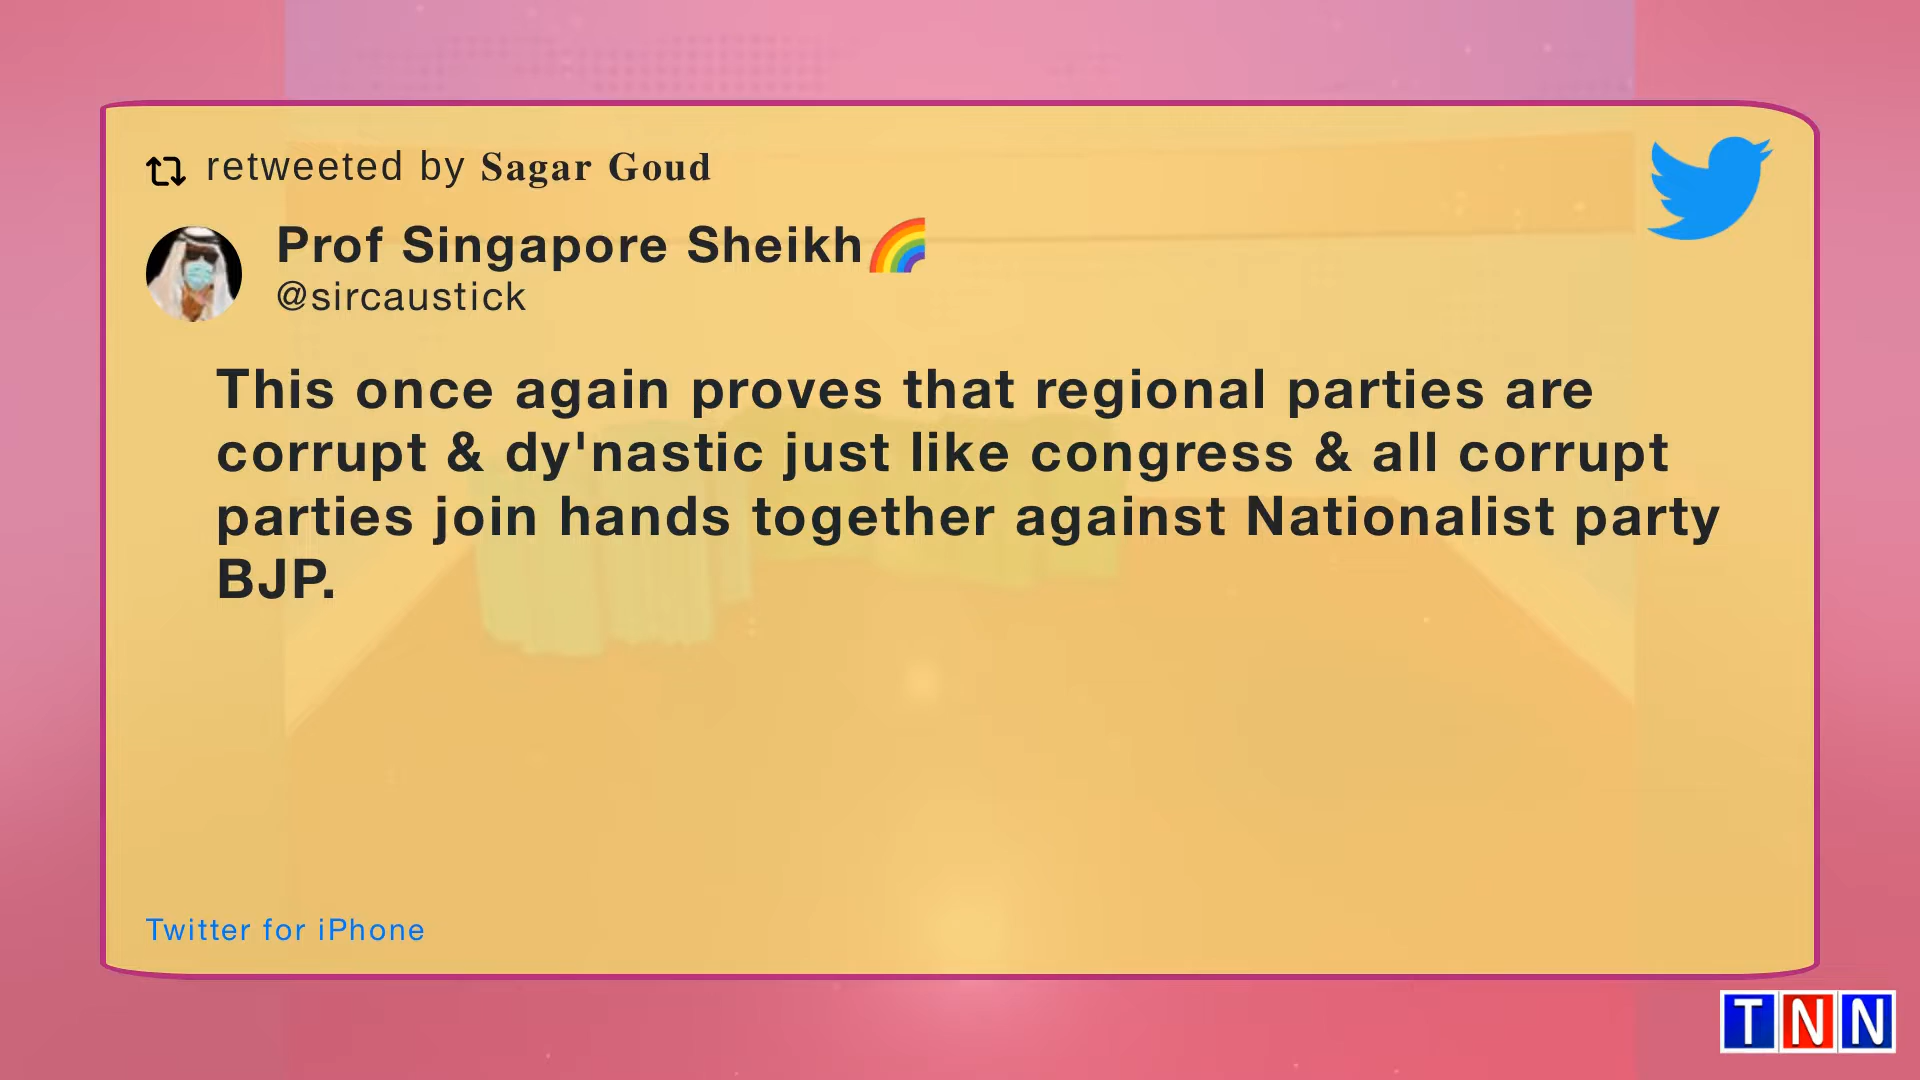 retweeted by Sagar Goud
Prof Singapore Sheikh🌈
@sircaustick
This once again proves that regional parties are
corrupt & dy'nastic just like congress & all corrupt
parties join hands together against Nationalist party
BJP.
Twitter for iPhone
TNN